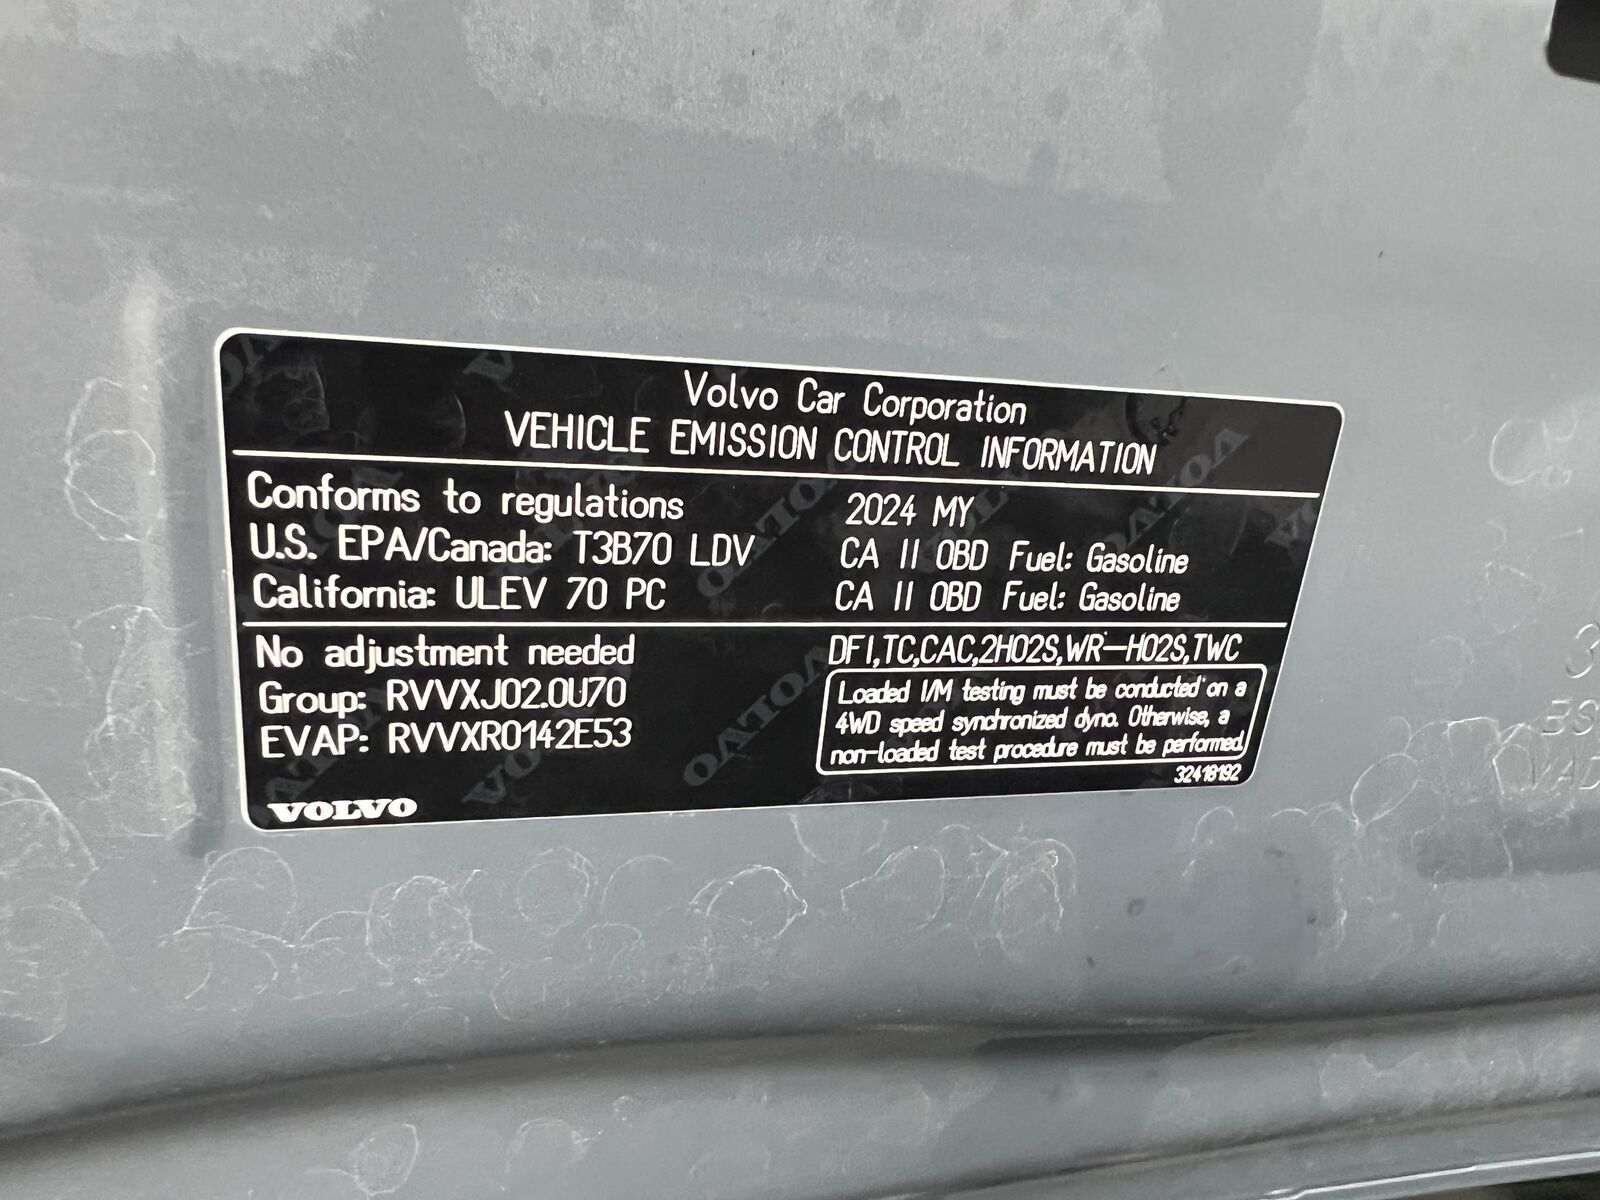 Volvo Car Corporation
VEHICLE EMISSION CONTROL INFORMATION
Conforms to regulations 2024 MY
U.S. EPA/Canada: T3B70 LDV CA II OBD Fuel: Gasoline
California: ULEV 70 PC CA II OBD Fuel: Gasoline
No adjustment needed DFI,TC,CAC,2HO2S,WR-HO2S,TWC
Group: RVVXJ02.0U70
EVAP: RVVXR0142E53
Loaded I/M testing must be conducted on a
4WD speed synchronized dyno. Otherwise, a
non-loaded test procedure must be performed.
32418192
VOLVO